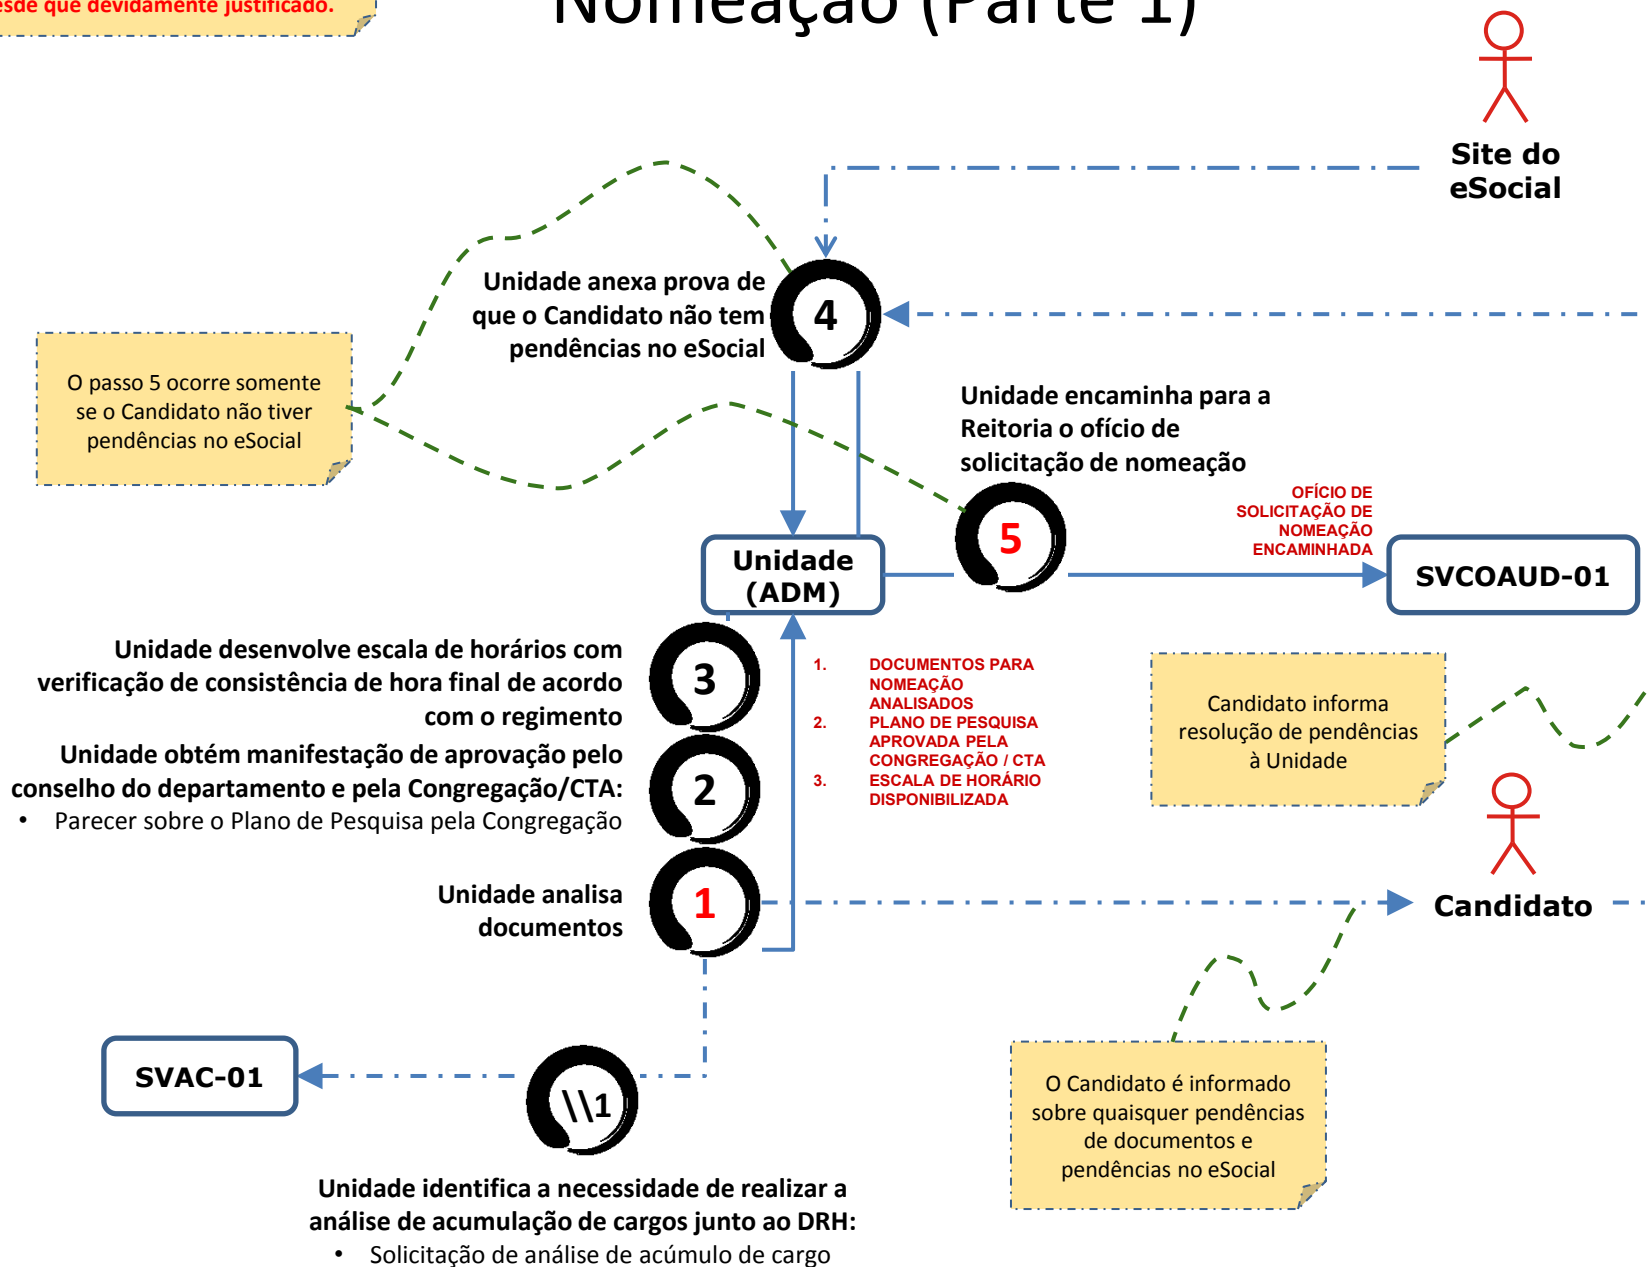 esde que devidamente justificado.
Nomeação (Parte 1)
Site do
eSocial
Unidade anexa prova de
que o Candidato não tem
pendências no eSocial
4
O passo 5 ocorre somente
se o Candidato não tiver
pendências no eSocial
Unidade encaminha para a
Reitoria o ofício de
solicitação de nomeação
5
OFÍCIO DE
SOLICITAÇÃO DE
NOMEAÇÃO
ENCAMINHADA
Unidade
(ADM)
SVCOAUD-01
Unidade desenvolve escala de horários com
verificação de consistência de hora final de acordo
com o regimento
3
Unidade obtém manifestação de aprovação pelo
conselho do departamento e pela Congregação/CTA:
• Parecer sobre o Plano de Pesquisa pela Congregação
2
1. DOCUMENTOS PARA
NOMEAÇÃO
ANALISADOS
2. PLANO DE PESQUISA
APROVADA PELA
CONGREGAÇÃO / CTA
3. ESCALA DE HORÁRIO
DISPONIBILIZADA
Candidato informa
resolução de pendências
à Unidade
Unidade analisa
documentos
1
Candidato
SVAC-01
\\1
O Candidato é informado
sobre quaisquer pendências
de documentos e
pendências no eSocial
Unidade identifica a necessidade de realizar a
análise de acumulação de cargos junto ao DRH:
• Solicitação de análise de acúmulo de cargo